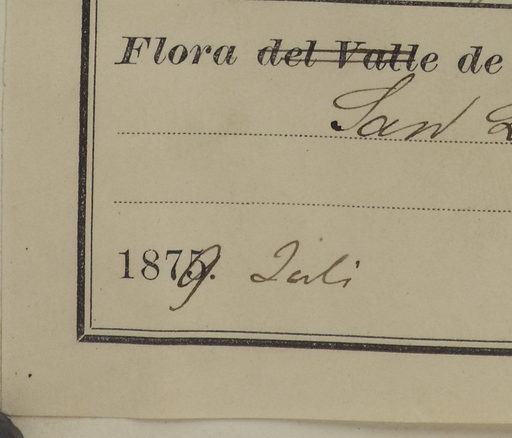 Flora del Valle de
San
1879. Juli